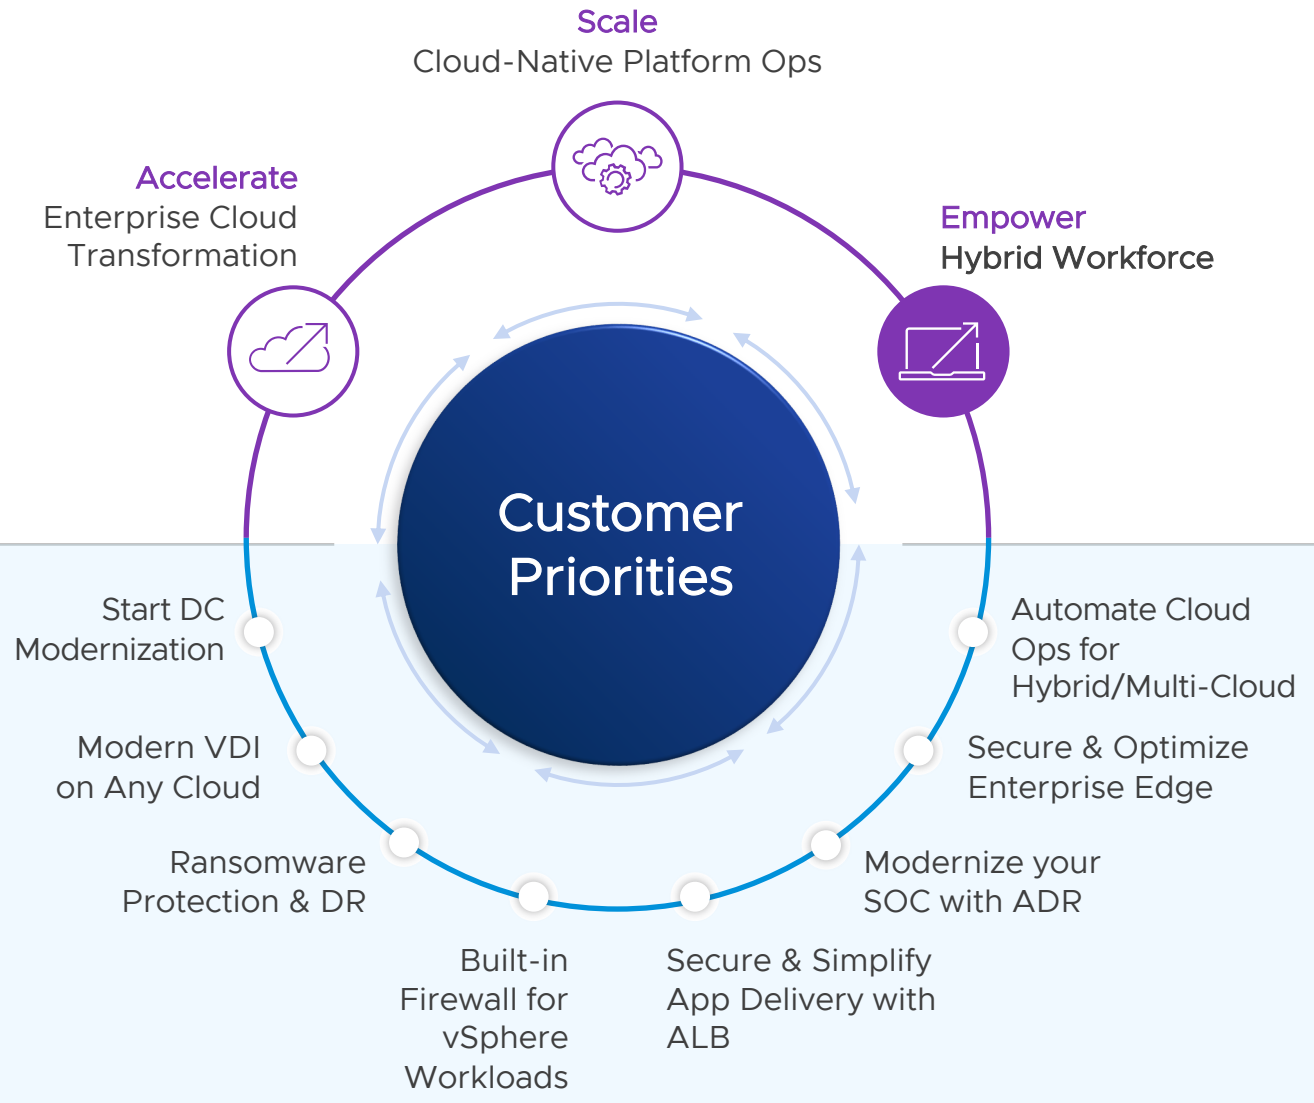 Scale
Cloud-Native Platform Ops
Accelerate
Enterprise Cloud
Transformation
Empower
Hybrid Workforce
Customer
Priorities
Start DC
Modernization
Modern VDI
on Any Cloud
Ransomware
Protection & DR
Built-in
Firewall for
vSphere
Workloads
Secure & Simplify
App Delivery with
ALB
Modernize your
SOC with ADR
Secure & Optimize
Enterprise Edge
Automate Cloud
Ops for
Hybrid/Multi-Cloud